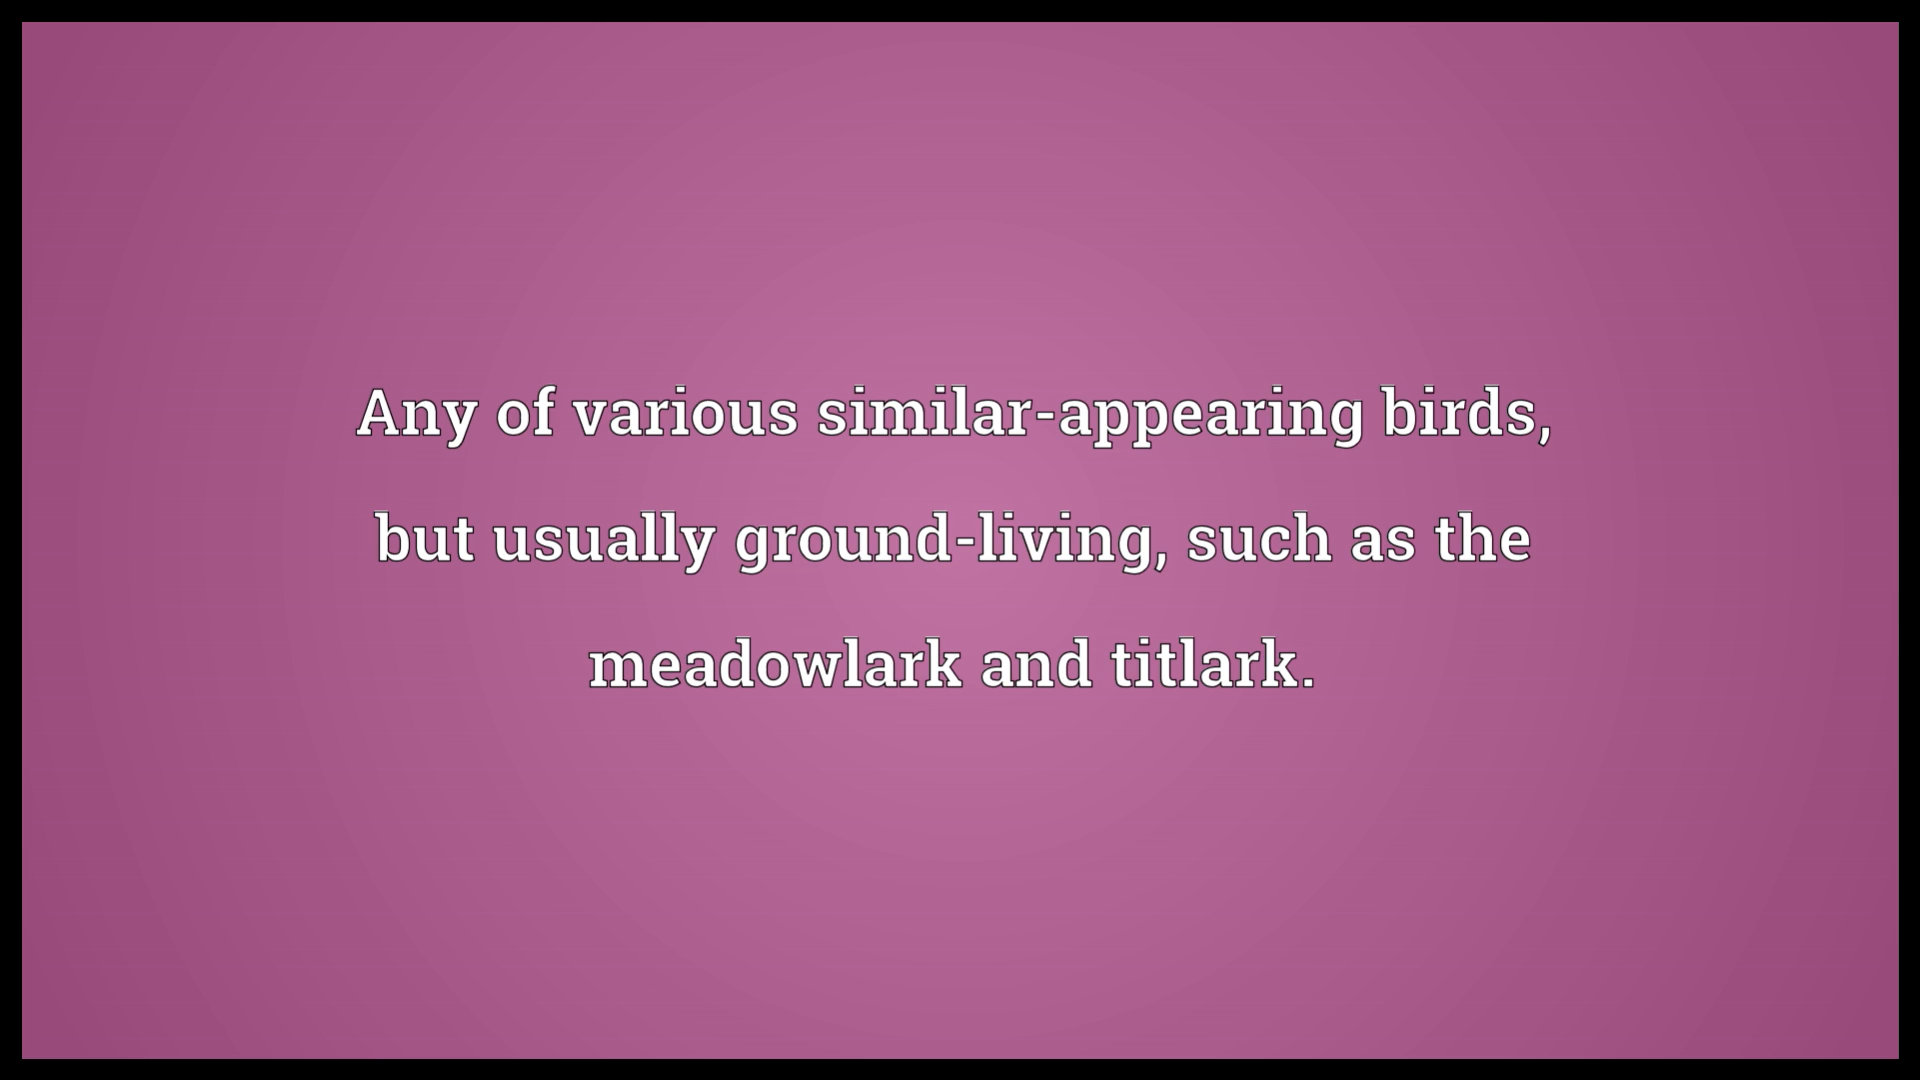 Any of various similar-appearing birds,
but usually ground-living, such as the
meadowlark and titlark.